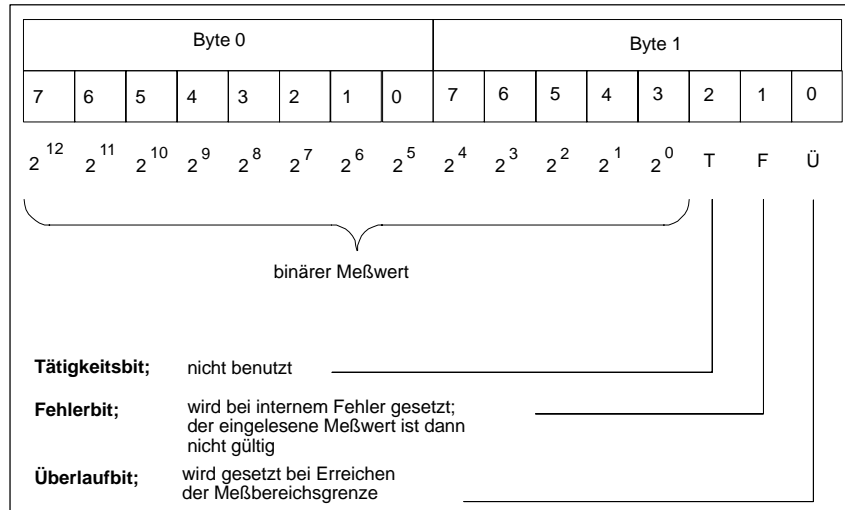 Byte 0 Byte 1
7 6 5 4 3 2 1 0 7 6 5 4 3 2 1 0
2^12 2^11 2^10 2^9 2^8 2^7 2^6 2^5 2^4 2^3 2^2 2^1 2^0 T F Ü
binärer Meßwert
Tätigkeitsbit; nicht benutzt
Fehlerbit; wird bei internem Fehler gesetzt;
der eingelesene Meßwert ist dann
nicht gültig
Überlaufbit; wird gesetzt bei Erreichen
der Meßbereichsgrenze